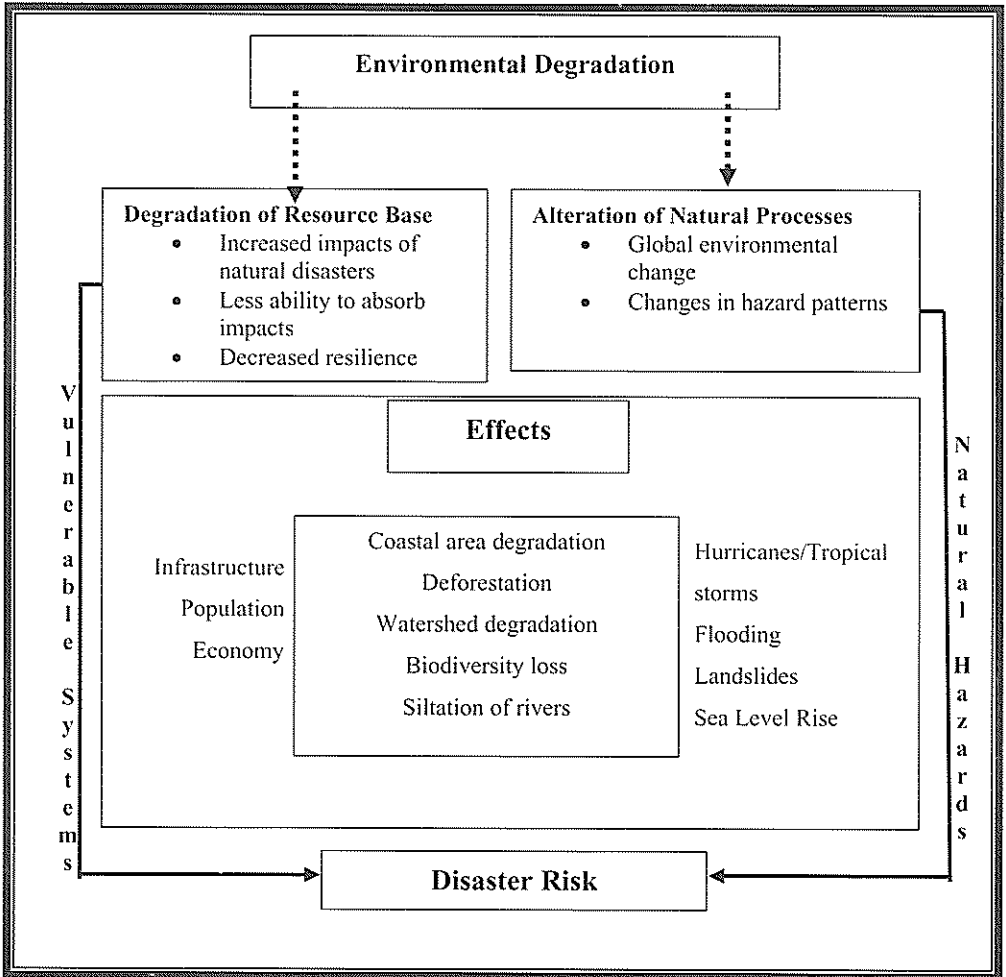 Environmental Degradation
Degradation of Resource Base
• Increased impacts of
natural disasters
• Less ability to absorb
impacts
• Decreased resilience
Alteration of Natural Processes
• Global environmental
change
• Changes in hazard patterns
Vulnerable Systems
Effects
Infrastructure
Population
Economy
Coastal area degradation
Deforestation
Watershed degradation
Biodiversity loss
Siltation of rivers
Hurricanes/Tropical
storms
Flooding
Landslides
Sea Level Rise
Natural Hazards
Disaster Risk